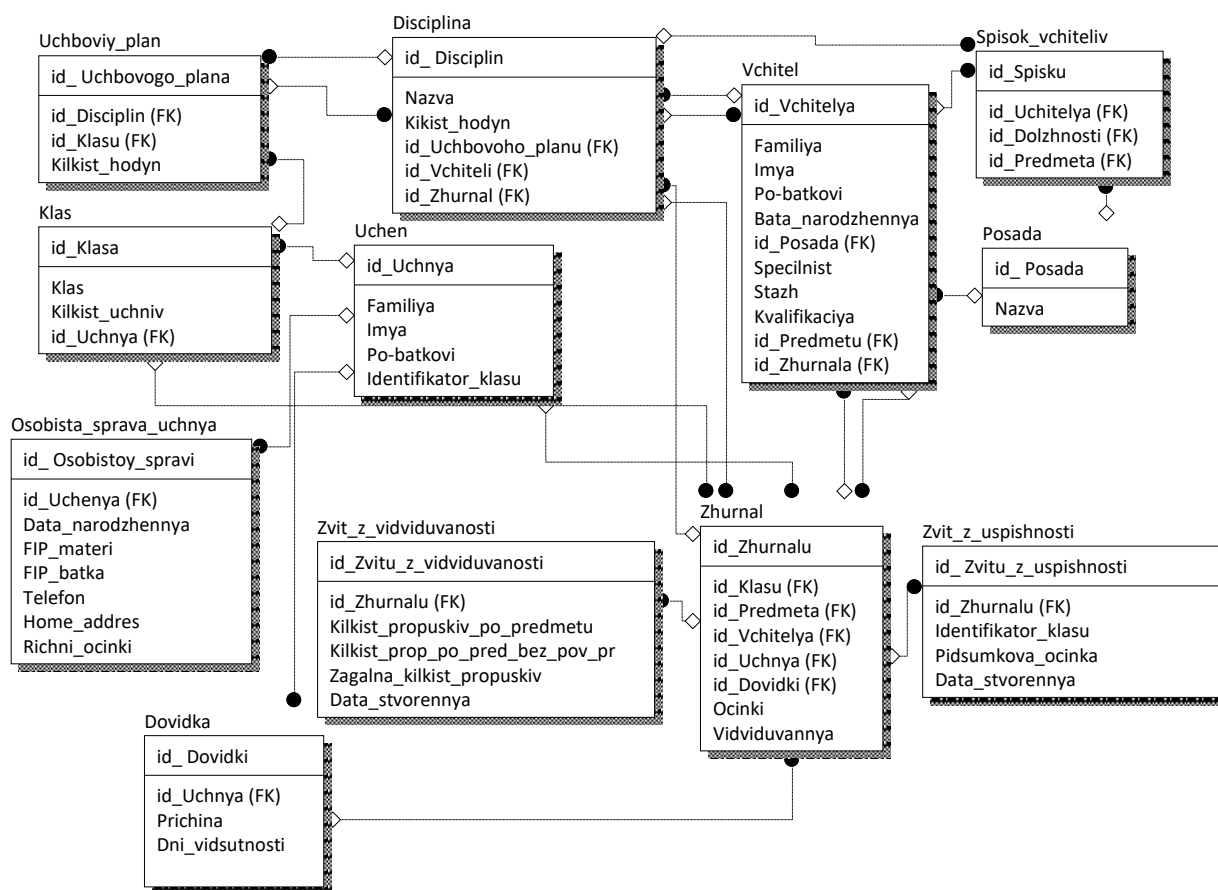 Uchboviy_plan
id_ Uchbovogo_plana
id_Disciplin (FK)
id_Klasu (FK)
Kilkist_hodyn
Disciplina
id_ Disciplin
Nazva
Kikist_hodyn
id_Uchbovoho_planu (FK)
id_Vchiteli (FK)
id_Zhurnal (FK)
Vchitel
id_Vchitelya
Familiya
Imya
Po-batkovi
Bata_narodzhennya
id_Posada (FK)
Specilnist
Stazh
Kvalifikaciya
id_Predmetu (FK)
id_Zhurnala (FK)
Spisok_vchiteliv
id_Spisku
id_Uchitelya (FK)
id_Dolzhnosti (FK)
id_Predmeta (FK)
Posada
id_ Posada
Nazva
Klas
id_Klasa
Klas
Kilkist_uchniv
id_Uchnya (FK)
Uchen
id_Uchnya
Familiya
Imya
Po-batkovi
Identifikator_klasu
Osobista_sprava_uchnya
id_ Osobistoy_spravi
id_Uchenya (FK)
Data_narodzhennya
FIP_materi
FIP_batka
Telefon
Home_addres
Richni_ocinki
Zvit_z_vidviduvanosti
id_Zvitu_z_vidviduvanosti
id_Zhurnalu (FK)
Kilkist_propuskiv_po_predmetu
Kilkist_prop_po_pred_bez_pov_pr
Zagalna_kilkist_propuskiv
Data_stvorennya
Zhurnal
id_Zhurnalu
id_Klasu (FK)
id_Predmeta (FK)
id_Vchitelya (FK)
id_Uchnya (FK)
id_Dovidki (FK)
Ocinki
Vidviduvannya
Zvit_z_uspishnosti
id_ Zvitu_z_uspishnosti
id_Zhurnalu (FK)
Identifikator_klasu
Pidsumkova_ocinka
Data_stvorennya
Dovidka
id_ Dovidki
id_Uchnya (FK)
Prichina
Dni_vidsutnosti